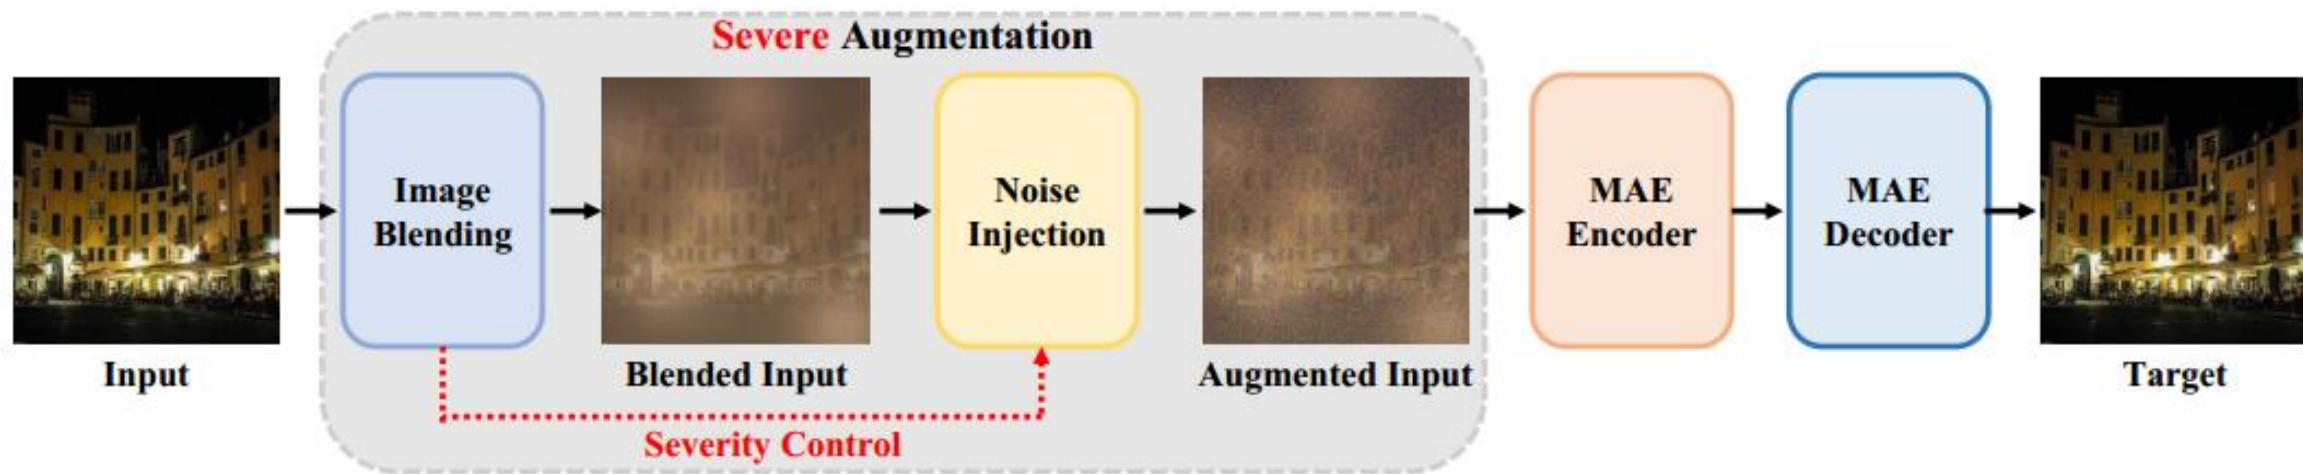 Severe Augmentation
Image
Blending
Noise
Injection
MAE
Encoder
MAE
Decoder
Input
Blended Input
Augmented Input
Target
Severity Control